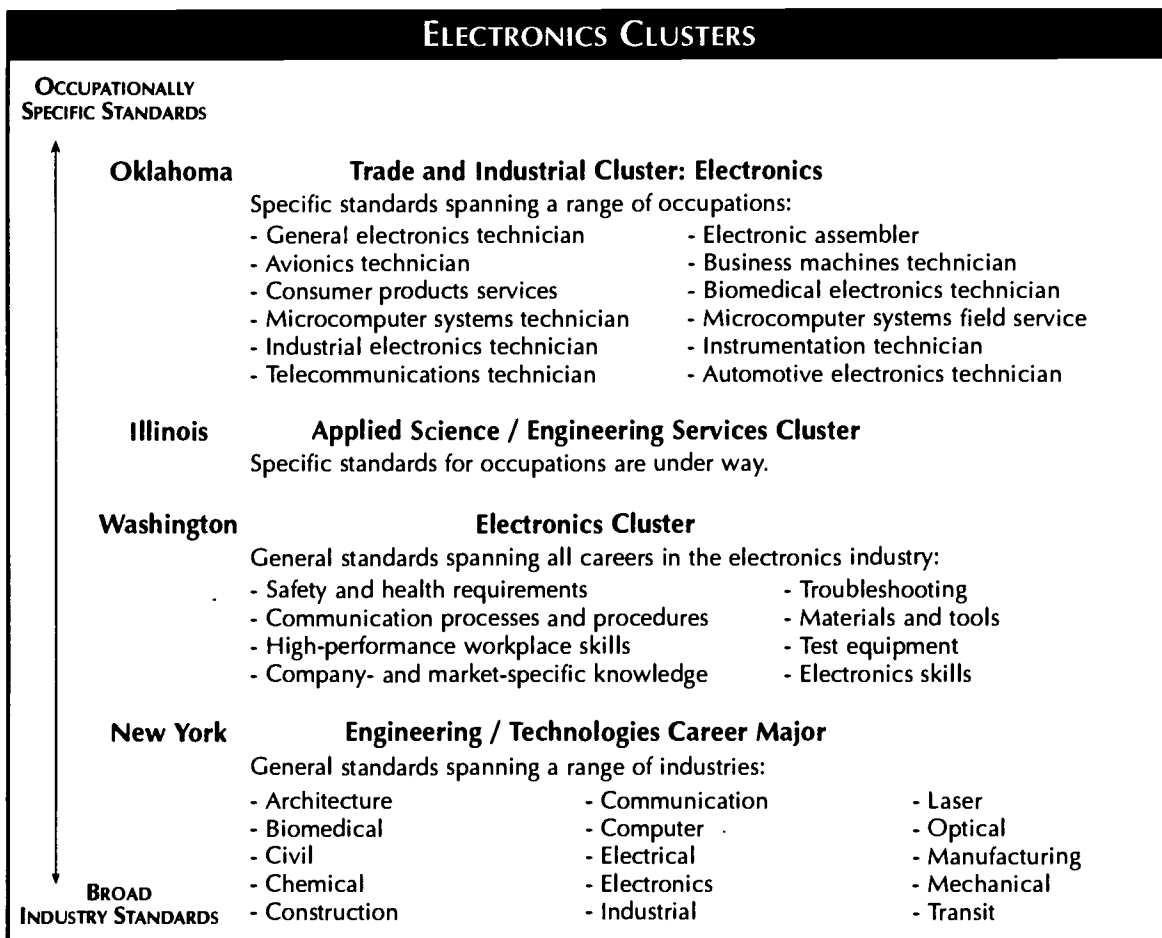 ELECTRONICS CLUSTERS
OCCUPATIONALLY
SPECIFIC STANDARDS
Oklahoma Trade and Industrial Cluster: Electronics
Specific standards spanning a range of occupations:
- General electronics technician - Electronic assembler
- Avionics technician - Business machines technician
- Consumer products services - Biomedical electronics technician
- Microcomputer systems technician - Microcomputer systems field service
- Industrial electronics technician - Instrumentation technician
- Telecommunications technician - Automotive electronics technician
Illinois Applied Science / Engineering Services Cluster
Specific standards for occupations are under way.
Washington Electronics Cluster
General standards spanning all careers in the electronics industry:
- Safety and health requirements - Troubleshooting
- Communication processes and procedures - Materials and tools
- High-performance workplace skills - Test equipment
- Company- and market-specific knowledge - Electronics skills
New York Engineering / Technologies Career Major
General standards spanning a range of industries:
- Architecture - Communication - Laser
- Biomedical - Computer - Optical
- Civil - Electrical - Manufacturing
- Chemical - Electronics - Mechanical
- Construction - Industrial - Transit
BROAD
INDUSTRY STANDARDS